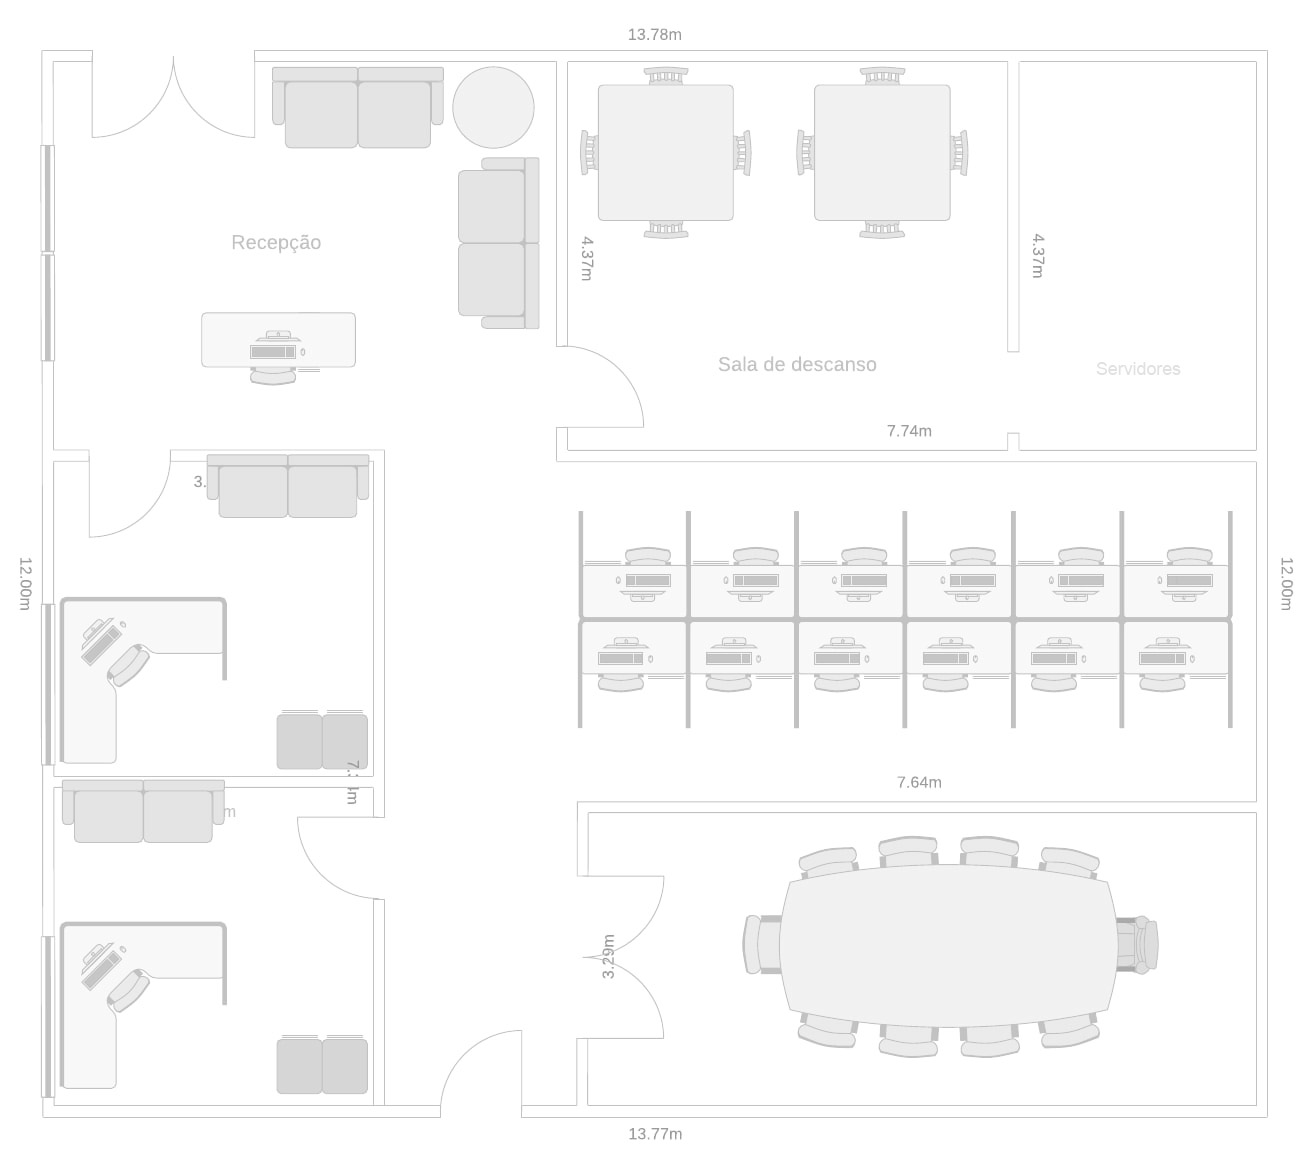 13.78m
Recepção
4.37m
4.37m
Sala de descanso
Servidores
7.74m
3.
12.00m
12.00m
7.64m
m
3.29m
13.77m